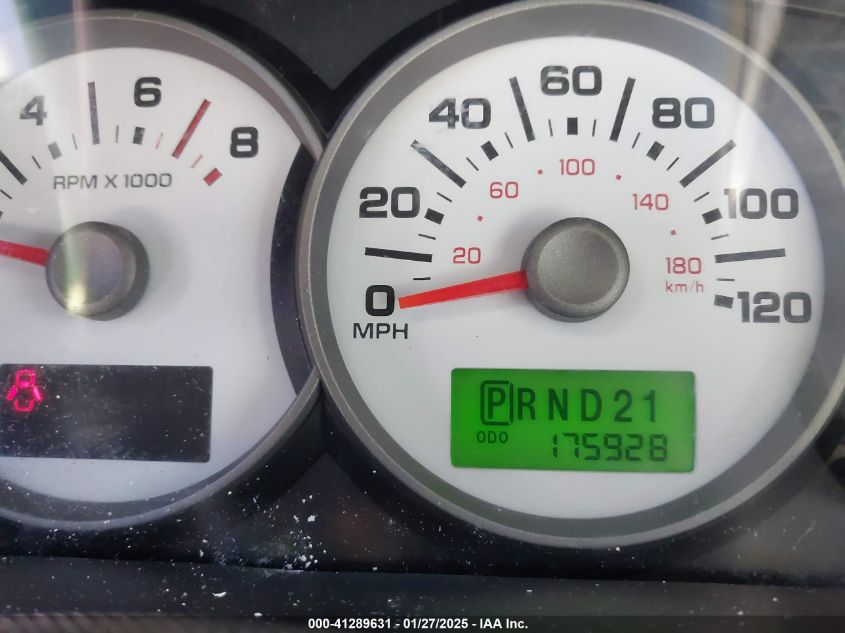 4 6 8
RPM X 1000
0 20 40 60 80 100 120
MPH
20 60 100 140 180
km/h
PRND21
ODO 175928
000-41289631 - 01/27/2025 - IAA Inc.